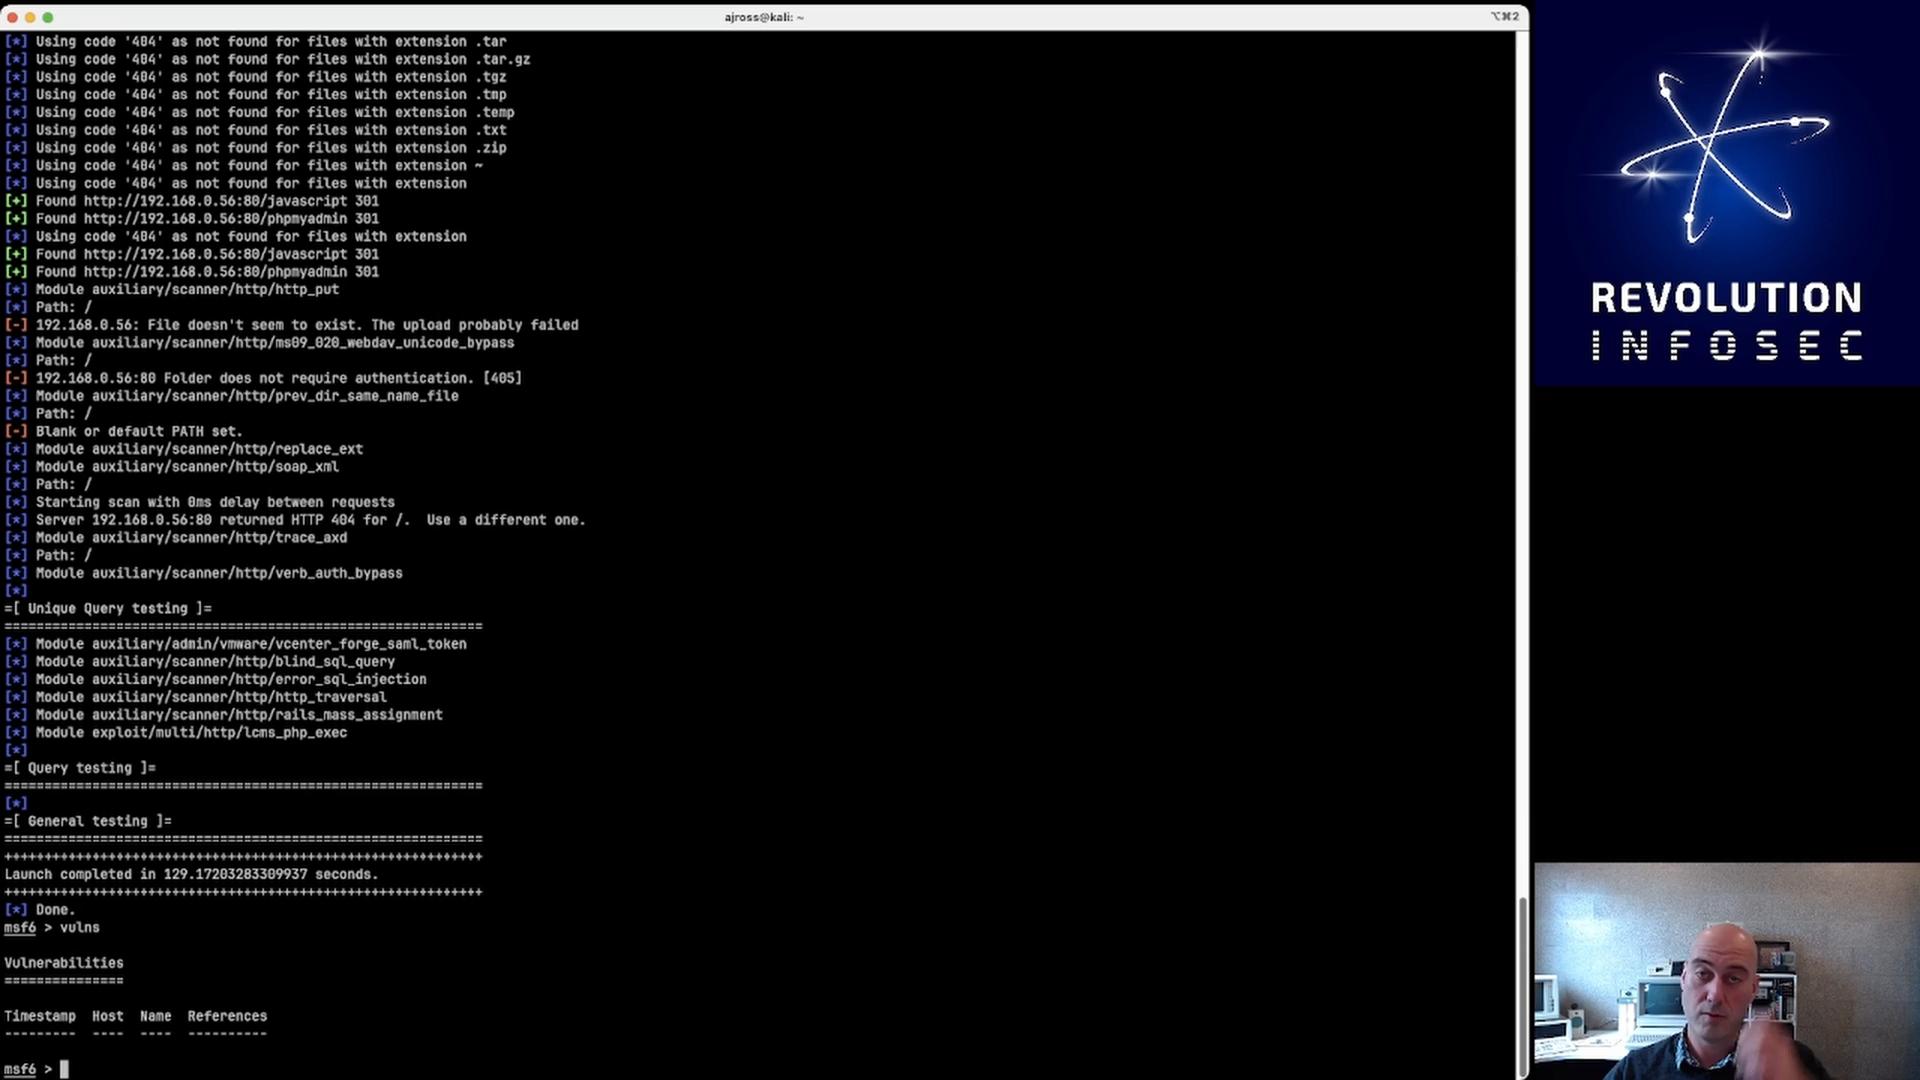 ajross@kali: ~
⌥⌘2
[*] Using code '404' as not found for files with extension .tar
[*] Using code '404' as not found for files with extension .tar.gz
[*] Using code '404' as not found for files with extension .tgz
[*] Using code '404' as not found for files with extension .tmp
[*] Using code '404' as not found for files with extension .temp
[*] Using code '404' as not found for files with extension .txt
[*] Using code '404' as not found for files with extension .zip
[*] Using code '404' as not found for files with extension ~
[*] Using code '404' as not found for files with extension
[+] Found http://192.168.0.56:80/javascript 301
[+] Found http://192.168.0.56:80/phpmyadmin 301
[*] Using code '404' as not found for files with extension
[+] Found http://192.168.0.56:80/javascript 301
[+] Found http://192.168.0.56:80/phpmyadmin 301
[*] Module auxiliary/scanner/http/http_put
[*] Path: /
[-] 192.168.0.56: File doesn't seem to exist. The upload probably failed
[*] Module auxiliary/scanner/http/ms09_020_webdav_unicode_bypass
[*] Path: /
[-] 192.168.0.56:80 Folder does not require authentication. [405]
[*] Module auxiliary/scanner/http/prev_dir_same_name_file
[*] Path: /
[-] Blank or default PATH set.
[*] Module auxiliary/scanner/http/replace_ext
[*] Module auxiliary/scanner/http/soap_xml
[*] Path: /
[*] Starting scan with 0ms delay between requests
[*] Server 192.168.0.56:80 returned HTTP 404 for /.  Use a different one.
[*] Module auxiliary/scanner/http/trace_axd
[*] Path: /
[*] Module auxiliary/scanner/http/verb_auth_bypass
[*]
=[ Unique Query testing ]=
============================================================
[*] Module auxiliary/admin/vmware/vcenter_forge_saml_token
[*] Module auxiliary/scanner/http/blind_sql_query
[*] Module auxiliary/scanner/http/error_sql_injection
[*] Module auxiliary/scanner/http/http_traversal
[*] Module auxiliary/scanner/http/rails_mass_assignment
[*] Module exploit/multi/http/lcms_php_exec
[*]
=[ Query testing ]=
============================================================
[*]
=[ General testing ]=
============================================================
++++++++++++++++++++++++++++++++++++++++++++++++++++++++++++
Launch completed in 129.17203283309937 seconds.
++++++++++++++++++++++++++++++++++++++++++++++++++++++++++++
[*] Done.
msf6 > vulns
Vulnerabilities
===============
Timestamp  Host  Name  References
---------  ----  ----  ----------
msf6 >
REVOLUTION
INFOSEC